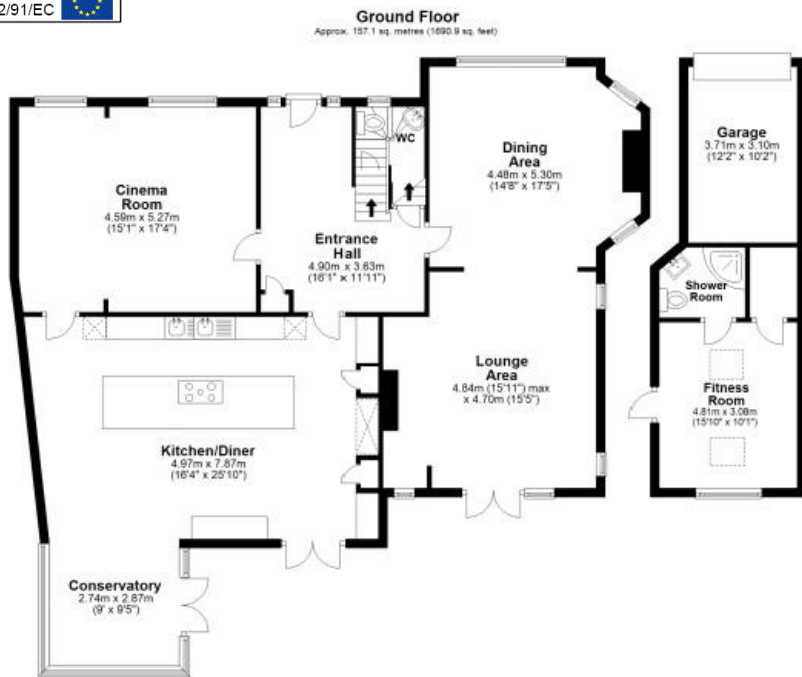 2/91/EC
Ground Floor
Approx. 157.1 sq. metres (1690.9 sq. feet)
WC
Dining
Area
4.48m x 5.30m
(14'8" x 17'5")
Garage
3.71m x 3.10m
(12'2" x 10'2")
Cinema
Room
4.59m x 5.27m
(15'1" x 17'4")
Entrance
Hall
4.90m x 3.63m
(16'1" x 11'11")
Shower
Room
Lounge
Area
4.84m (15'11") max
x 4.70m (15'5")
Fitness
Room
4.81m x 3.08m
(15'10" x 10'1")
Kitchen/Diner
4.97m x 7.87m
(16'4" x 25'10")
Conservatory
2.74m x 2.87m
(9' x 9'5")